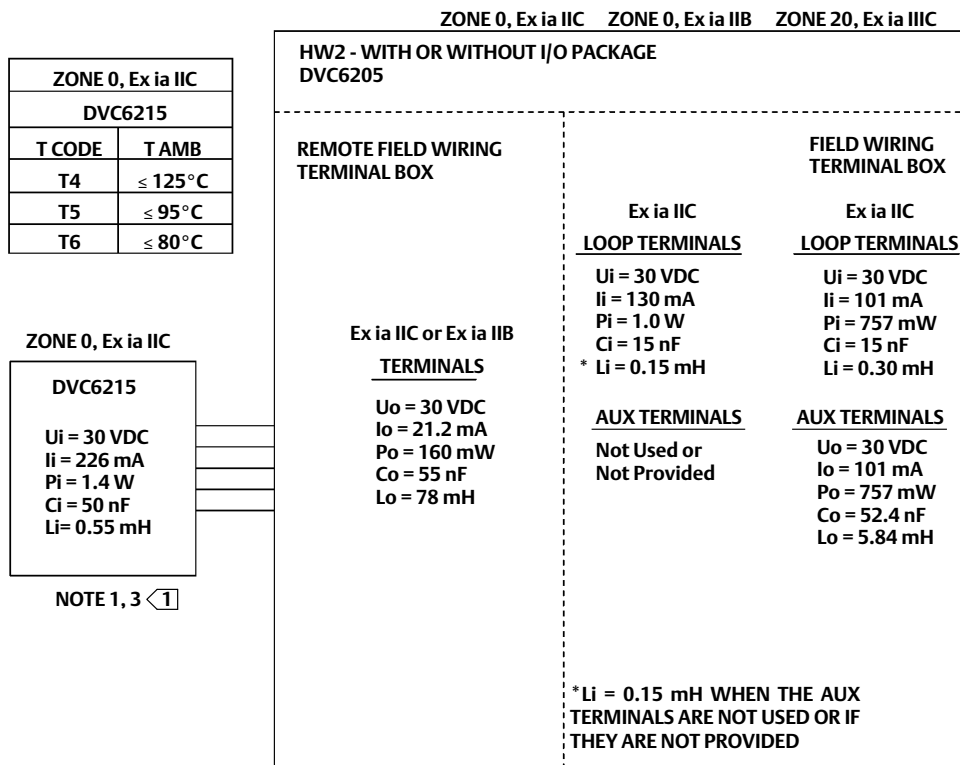 ZONE 0, Ex ia IIC ZONE 0, Ex ia IIB ZONE 20, Ex ia IIIC
HW2 - WITH OR WITHOUT I/O PACKAGE
DVC6205
ZONE 0, Ex ia IIC
DVC6215
T CODE T AMB
T4 ≤ 125°C
T5 ≤ 95°C
T6 ≤ 80°C
ZONE 0, Ex ia IIC
DVC6215
Ui = 30 VDC
Ii = 226 mA
Pi = 1.4 W
Ci = 50 nF
Li= 0.55 mH
NOTE 1, 3 1
REMOTE FIELD WIRING
TERMINAL BOX
Ex ia IIC or Ex ia IIB
TERMINALS
Uo = 30 VDC
Io = 21.2 mA
Po = 160 mW
Co = 55 nF
Lo = 78 mH
FIELD WIRING
TERMINAL BOX
Ex ia IIC
LOOP TERMINALS
Ui = 30 VDC
Ii = 130 mA
Pi = 1.0 W
Ci = 15 nF
* Li = 0.15 mH
AUX TERMINALS
Not Used or
Not Provided
Ex ia IIC
LOOP TERMINALS
Ui = 30 VDC
Ii = 101 mA
Pi = 757 mW
Ci = 15 nF
Li = 0.30 mH
AUX TERMINALS
Uo = 30 VDC
Io = 101 mA
Po = 757 mW
Co = 52.4 nF
Lo = 5.84 mH
*Li = 0.15 mH WHEN THE AUX
TERMINALS ARE NOT USED OR IF
THEY ARE NOT PROVIDED